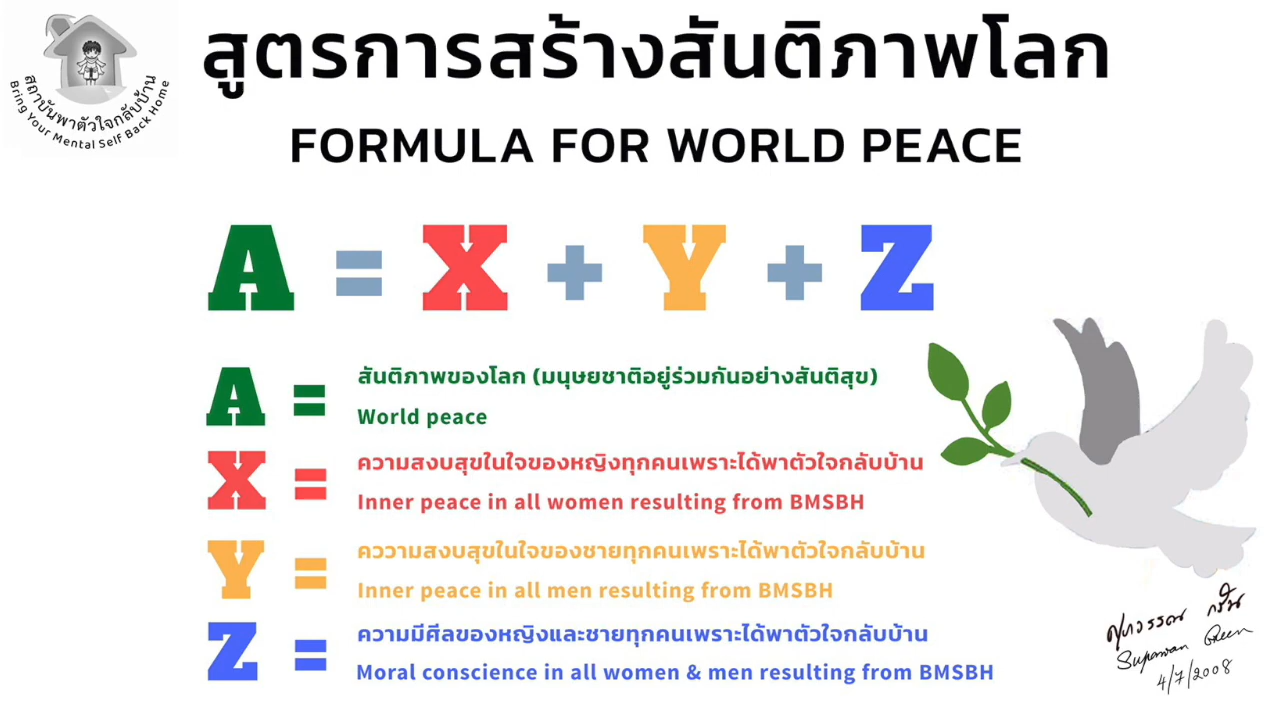 สถาบันพาตัวใจกลับบ้าน
Bring Your Mental Self Back Home
สูตรการสร้างสันติภาพโลก
FORMULA FOR WORLD PEACE
A = X + Y + Z
A = สันติภาพของโลก (มนุษยชาติอยู่ร่วมกันอย่างสันติสุข)
World peace
X = ความสงบสุขในใจของหญิงทุกคนเพราะได้พาตัวใจกลับบ้าน
Inner peace in all women resulting from BMSBH
Y = คววามสงบสุขในใจของชายทุกคนเพราะได้พาตัวใจกลับบ้าน
Inner peace in all men resulting from BMSBH
Z = ความมีศีลของหญิงและชายทุกคนเพราะได้พาตัวใจกลับบ้าน
Moral conscience in all women & men resulting from BMSBH
ศุภวรรณ กรีน
Supawan Green
4/7/2008